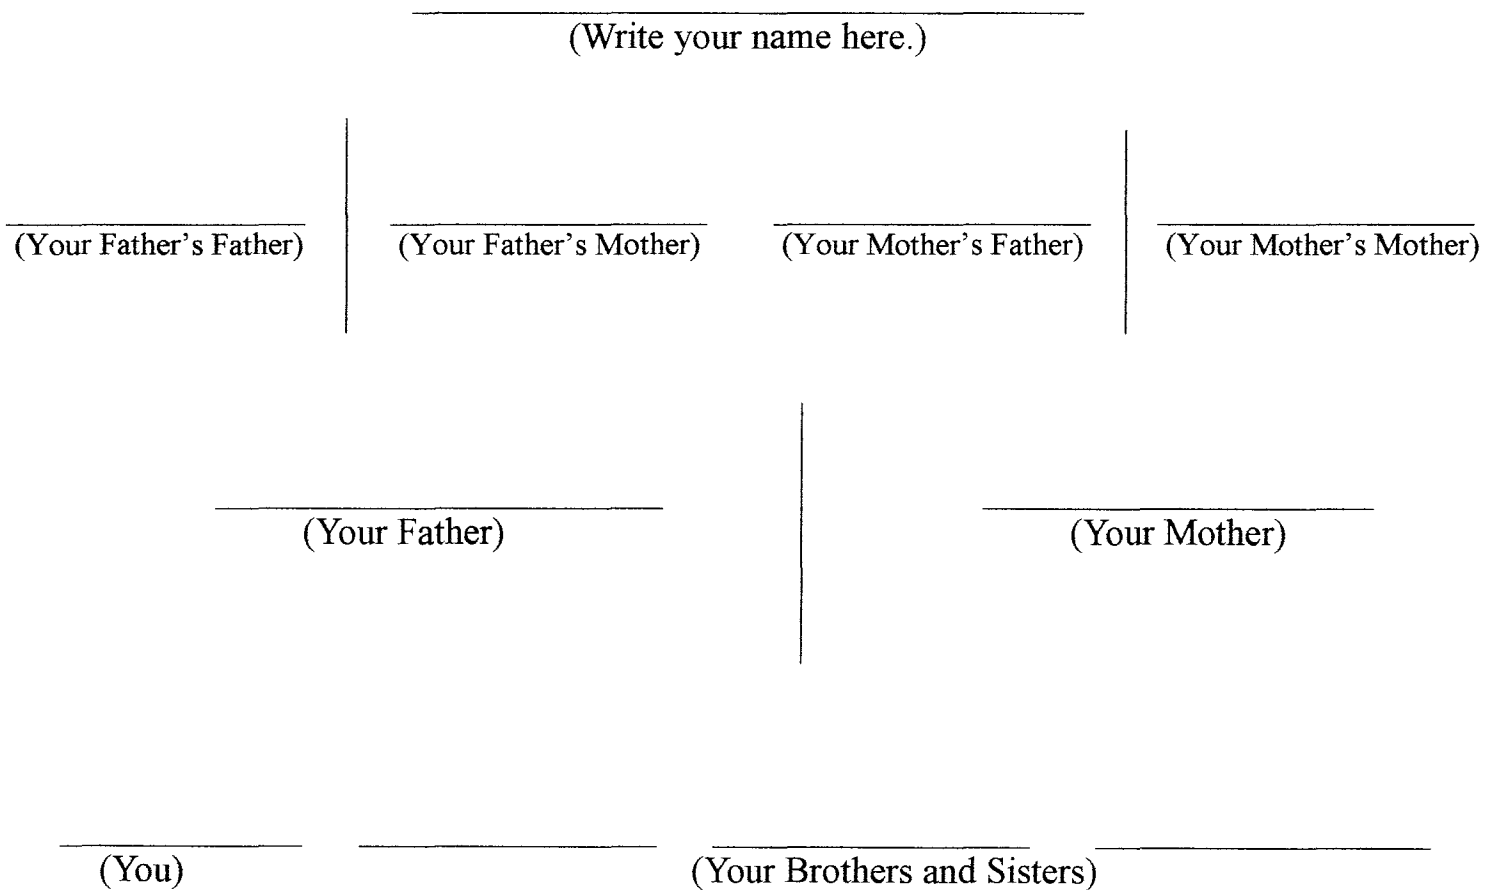 (Write your name here.)
(Your Father's Father) (Your Father's Mother) (Your Mother's Father) (Your Mother's Mother)
(Your Father) (Your Mother)
(You) (Your Brothers and Sisters)